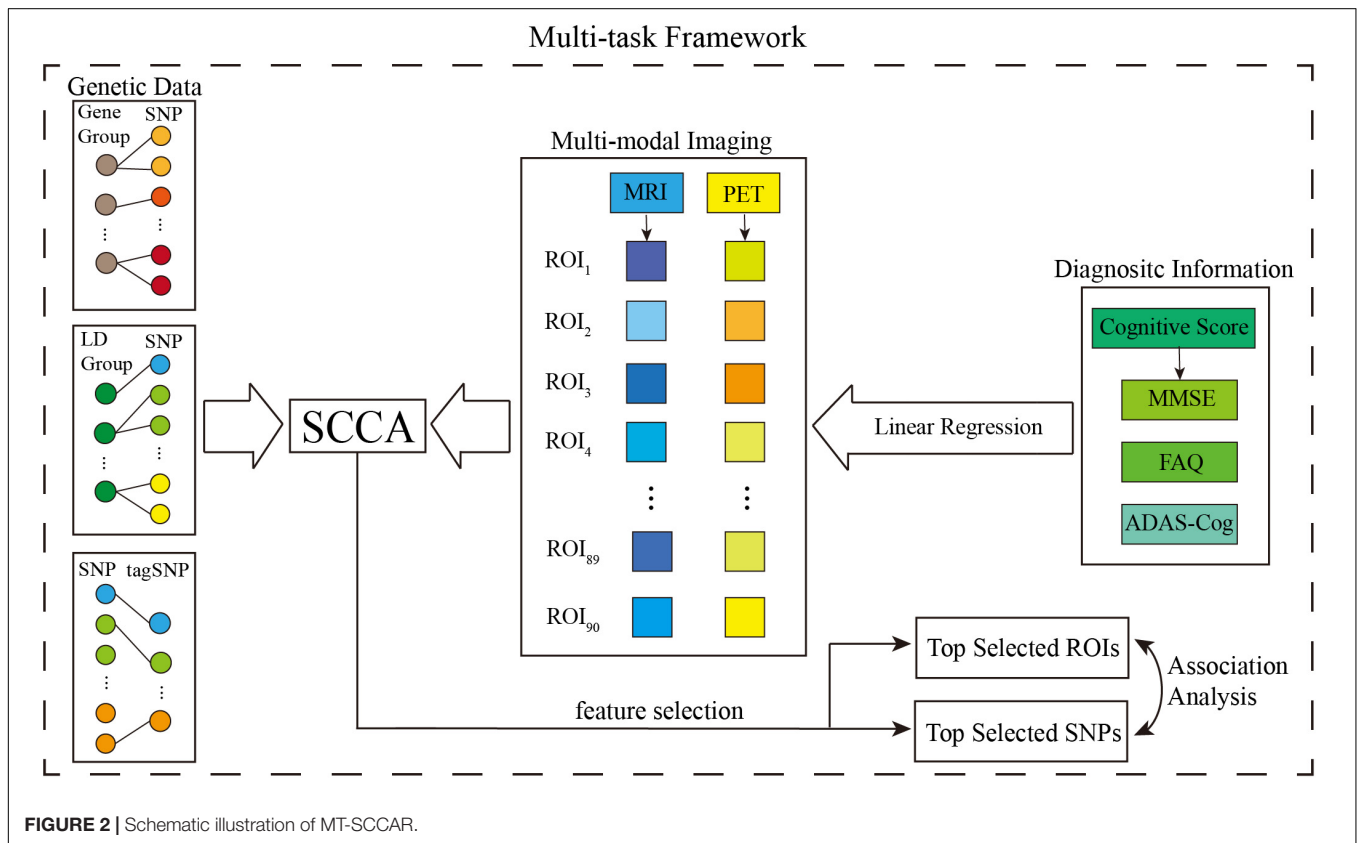 Multi-task Framework
Genetic Data
Gene
Group
SNP
...
...
LD
Group
SNP
...
...
SNP
tagSNP
...
...
SCCA
Multi-modal Imaging
MRI
PET
ROI1
ROI2
ROI3
ROI4
...
...
ROI89
ROI90
Linear Regression
Diagnositc Information
Cognitive Score
MMSE
FAQ
ADAS-Cog
feature selection
Top Selected ROIs
Top Selected SNPs
Association
Analysis
FIGURE 2 | Schematic illustration of MT-SCCAR.